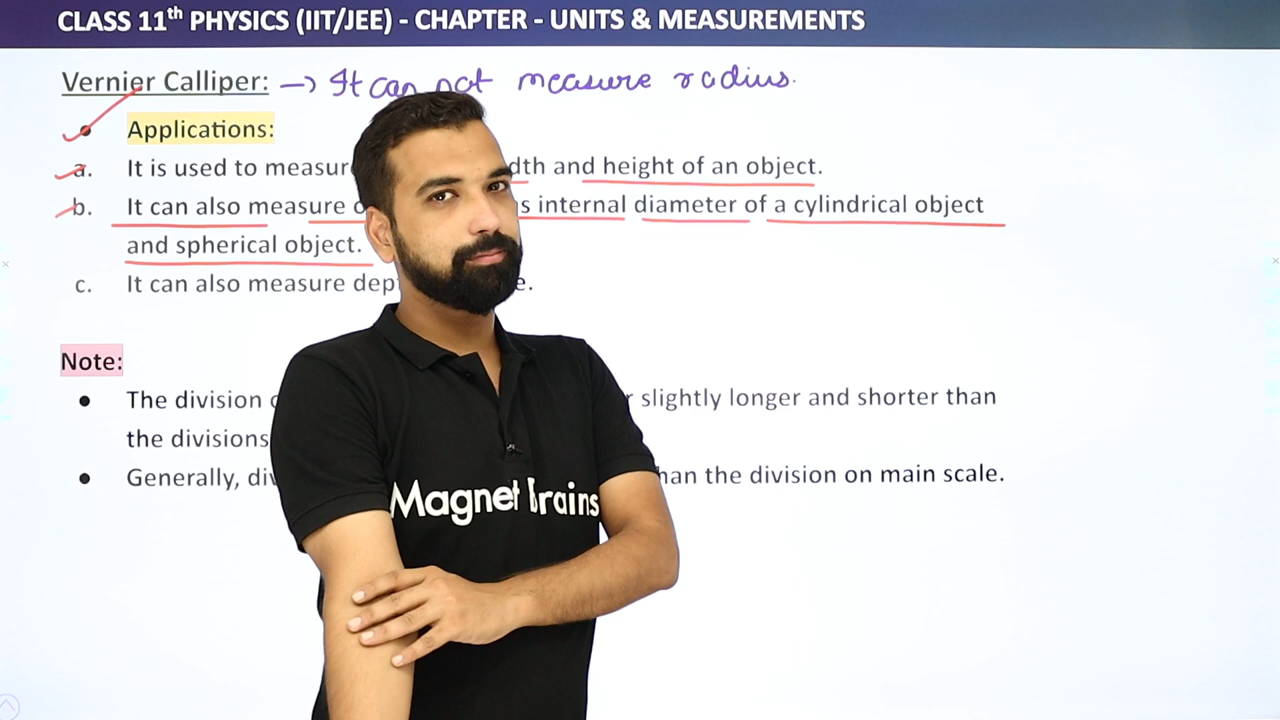 CLASS 11th PHYSICS (IIT/JEE) - CHAPTER - UNITS & MEASUREMENTS
Vernier Calliper: → It can not measure radius.
• Applications:
a. It is used to measur dth and height of an object.
b. It can also measure o s internal diameter of a cylindrical object
and spherical object.
c. It can also measure dep e.
Note:
• The division o r slightly longer and shorter than
the divisions
• Generally, div han the division on main scale.
Magnet Brains